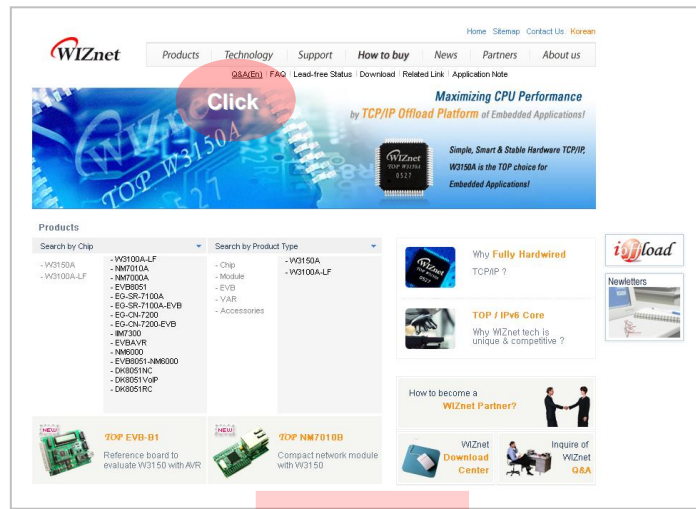 Home Sitemap Contact Us Korean
WIZnet
Products Technology Support How to buy News Partners About us
Q&A(En) FAQ Lead-free Status Download Related Link Application Note
Click
Maximizing CPU Performance
by TCP/IP Offload Platform of Embedded Applications!
WIZnet
TOP W3150A
0527
WIZnet
TOP W3150A
0527
Simple, Smart & Stable Hardware TCP/IP,
W3150A is the TOP choice for
Embedded Applications!
Products
Search by Chip
- W3150A
- W3100A-LF
- W3100A-LF
- NM7010A
- NM7000A
- EVB8051
- EG-SR-7100A
- EG-SR-7100A-EVB
- EG-CN-7200
- EG-CN-7200-EVB
- IIM7300
- EVBAVR
- NM6000
- EVB8051-NM6000
- DK8051NC
- DK8051VoIP
- DK8051RC
Search by Product Type
- Chip
- Module
- EVB
- VAR
- Accessories
- W3150A
- W3100A-LF
WIZnet
0527
Why Fully Hardwired
TCP/IP ?
TOP / IPv6 Core
Why WIZnet tech is
unique & competitive ?
ioffload
Newletters
How to become a
WIZnet Partner?
NEW
TOP EVB-B1
Reference board to
evaluate W3150 with AVR
NEW
TOP NM7010B
Compact network module
with W3150
WIZnet
Download
Center
Inquire of
WIZnet
Q&A